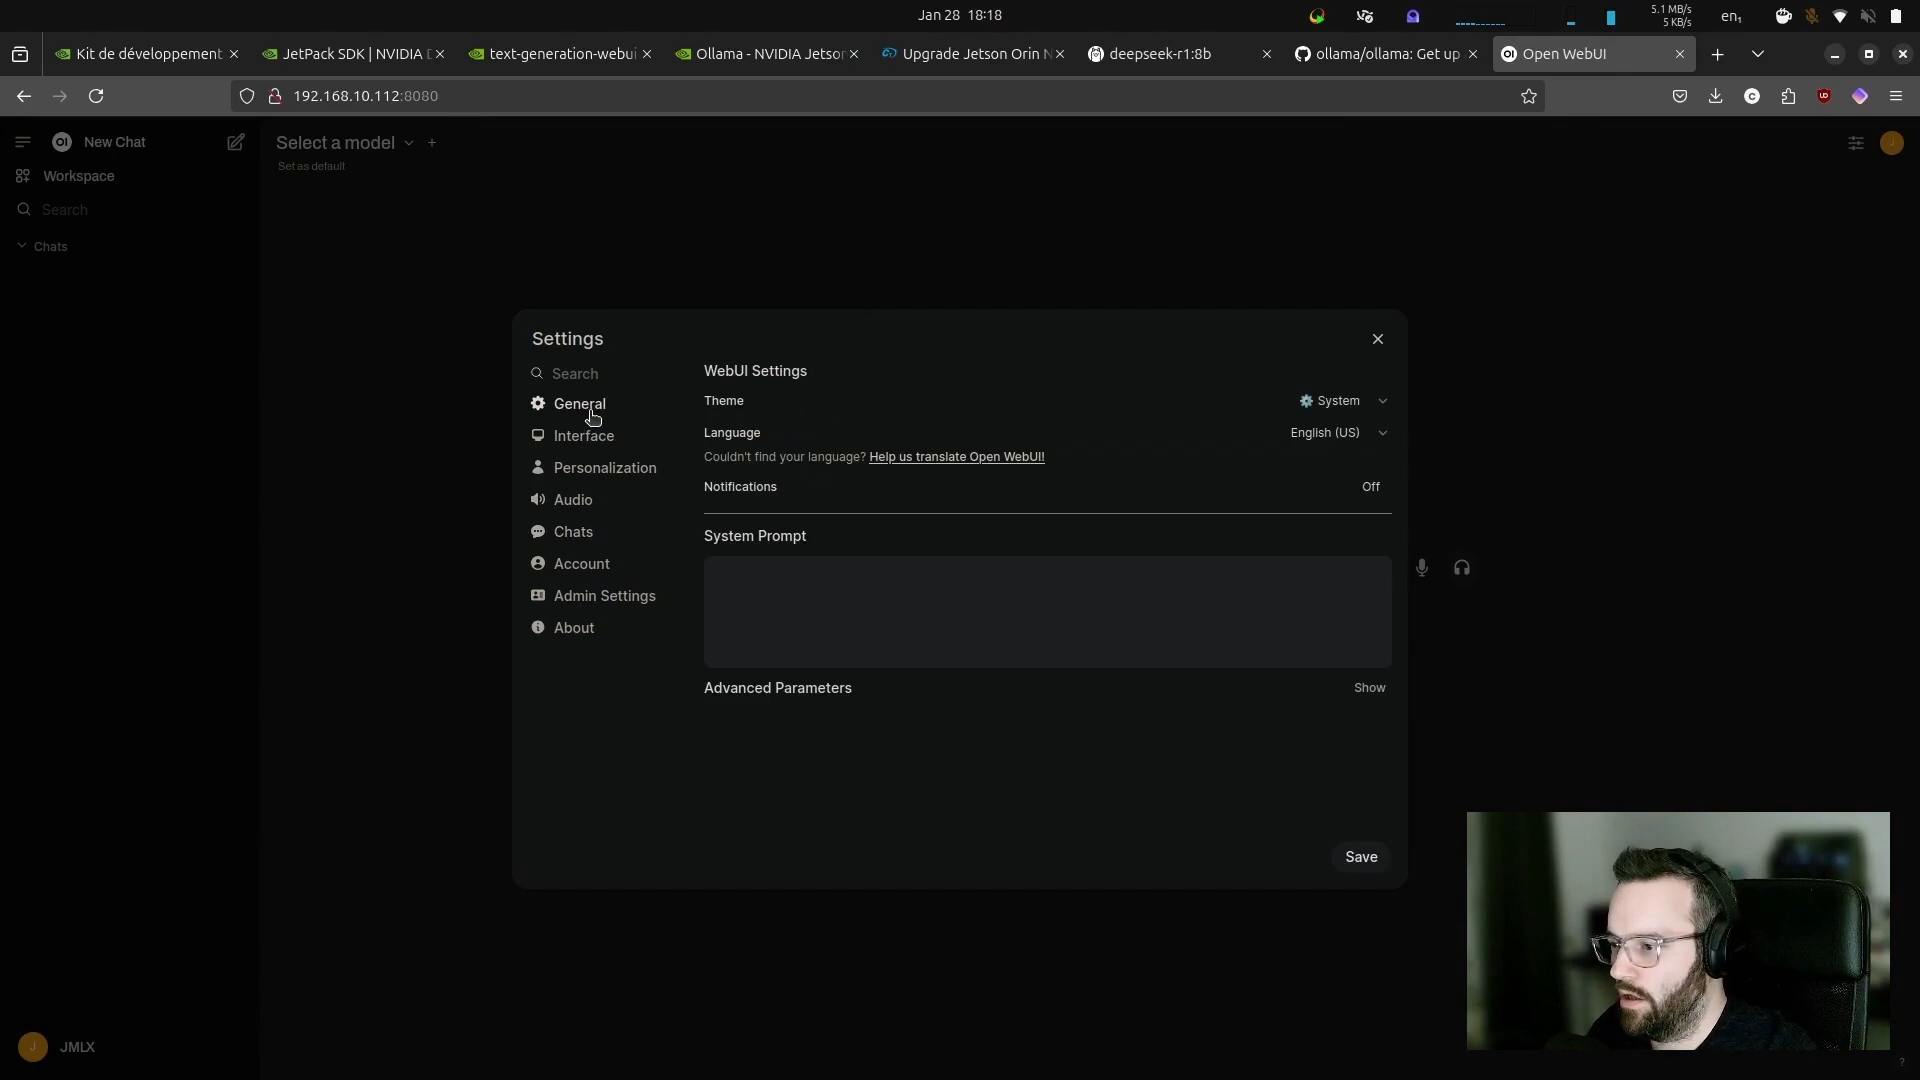 Jan 28 18:18
5.1 MB/s
5 KB/s
en₁
Kit de développement
JetPack SDK | NVIDIA D
text-generation-webui
Ollama - NVIDIA Jetson
Upgrade Jetson Orin N
deepseek-r1:8b
ollama/ollama: Get up
Open WebUI
192.168.10.112:8080
OI New Chat
Select a model
Set as default
J
Workspace
Search
Chats
Settings
Search
General
Interface
Personalization
Audio
Chats
Account
Admin Settings
About
WebUI Settings
Theme
System
Language
English (US)
Couldn't find your language? Help us translate Open WebUI!
Notifications
Off
System Prompt
Advanced Parameters
Show
Save
J JMLX
?